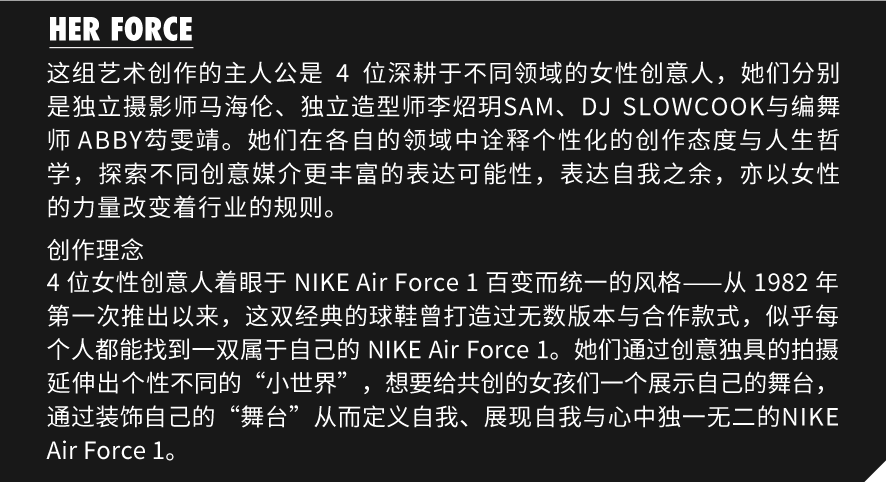 HER FORCE
这组艺术创作的主人公是 4 位深耕于不同领域的女性创意人，她们分别
是独立摄影师马海伦、独立造型师李炤玥SAM、DJ SLOWCOOK与编舞
师 ABBY苟雯靖。她们在各自的领域中诠释个性化的创作态度与人生哲
学，探索不同创意媒介更丰富的表达可能性，表达自我之余，亦以女性
的力量改变着行业的规则。
创作理念
4 位女性创意人着眼于 NIKE Air Force 1 百变而统一的风格——从 1982 年
第一次推出以来，这双经典的球鞋曾打造过无数版本与合作款式，似乎每
个人都能找到一双属于自己的 NIKE Air Force 1。她们通过创意独具的拍摄
延伸出个性不同的“小世界”，想要给共创的女孩们一个展示自己的舞台，
通过装饰自己的“舞台”从而定义自我、展现自我与心中独一无二的NIKE
Air Force 1。